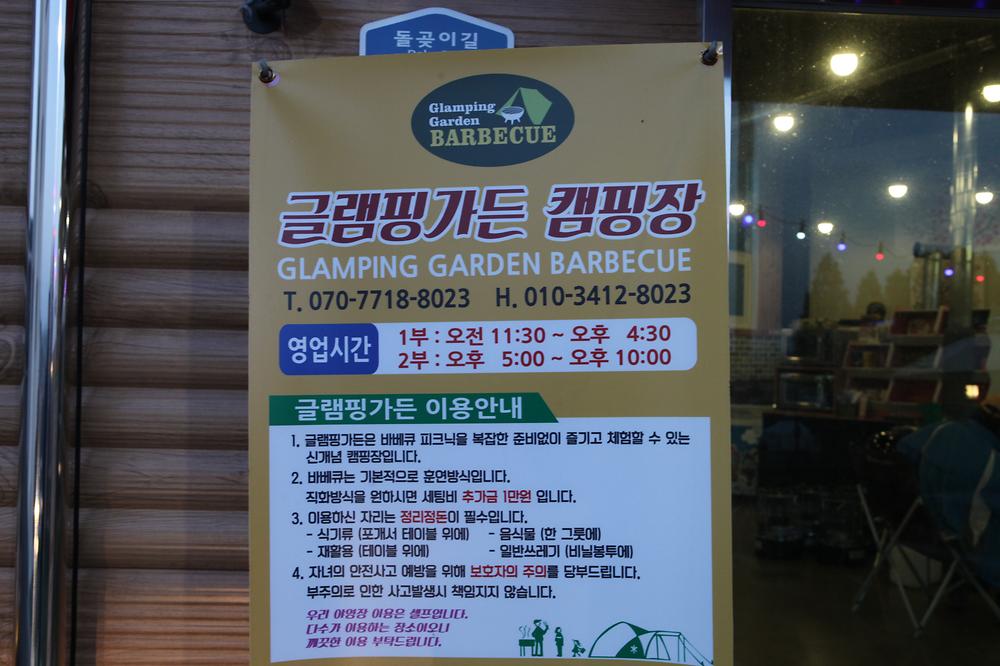 돌곶이길
Glamping
Garden
BARBECUE
글램핑가든 캠핑장
GLAMPING GARDEN BARBECUE
T. 070-7718-8023 H. 010-3412-8023
영업시간
1부 : 오전 11:30 ~ 오후 4:30
2부 : 오후 5:00 ~ 오후 10:00
글램핑가든 이용안내
1. 글램핑가든은 바베큐 피크닉을 복잡한 준비없이 즐기고 체험할 수 있는
신개념 캠핑장입니다.
2. 바베큐는 기본적으로 훈연방식입니다.
직화방식을 원하시면 세팅비 추가금 1만원 입니다.
3. 이용하신 자리는 정리정돈이 필수입니다.
- 식기류 (포개서 테이블 위에) - 음식물 (한 그릇에)
- 재활용 (테이블 위에) - 일반쓰레기 (비닐봉투에)
4. 자녀의 안전사고 예방을 위해 보호자의 주의를 당부드립니다.
부주의로 인한 사고발생시 책임지지 않습니다.
우리 야영장 이용은 셀프입니다.
다수가 이용하는 장소이오니
깨끗한 이용 부탁드립니다.